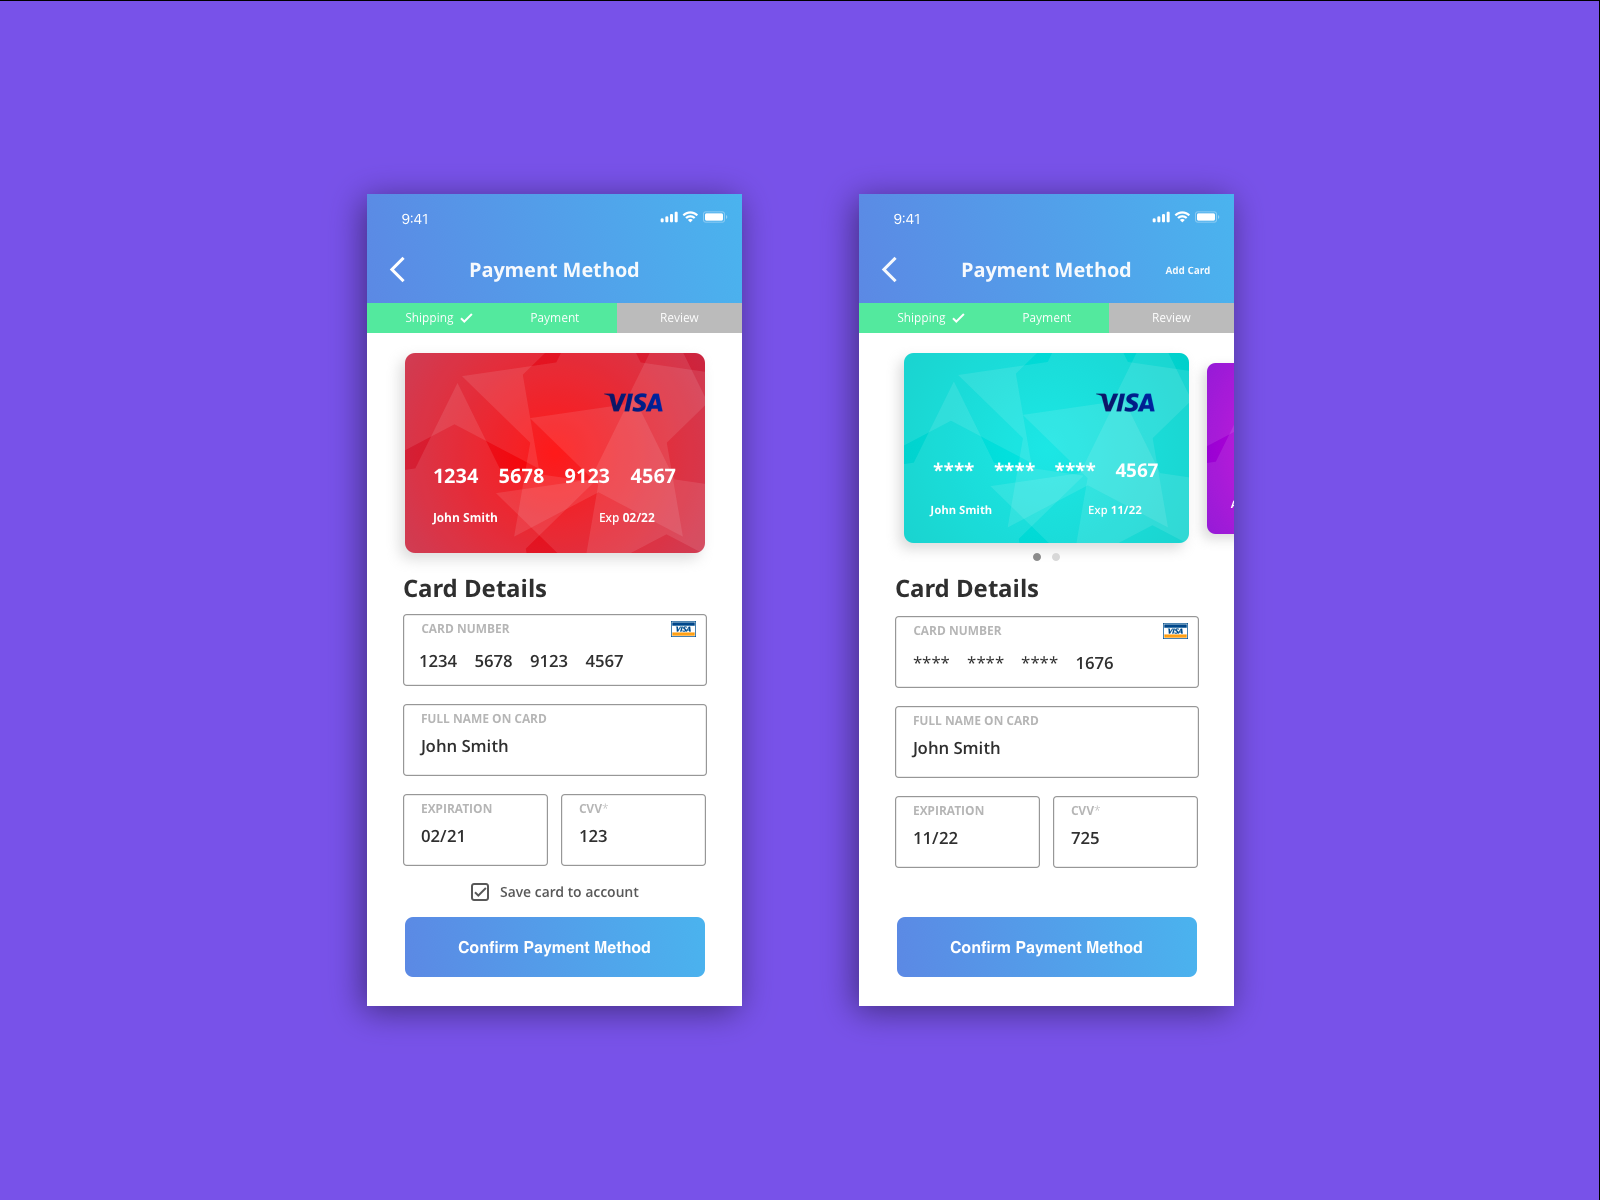 9:41
Payment Method
Shipping Payment Review
VISA
1234 5678 9123 4567
John Smith Exp 02/22
Card Details
CARD NUMBER VISA
1234 5678 9123 4567
FULL NAME ON CARD
John Smith
EXPIRATION CVV*
02/21 123
Save card to account
Confirm Payment Method
9:41
Payment Method Add Card
Shipping Payment Review
VISA
**** **** **** 4567
John Smith Exp 11/22
Card Details
CARD NUMBER VISA
**** **** **** 1676
FULL NAME ON CARD
John Smith
EXPIRATION CVV*
11/22 725
Confirm Payment Method